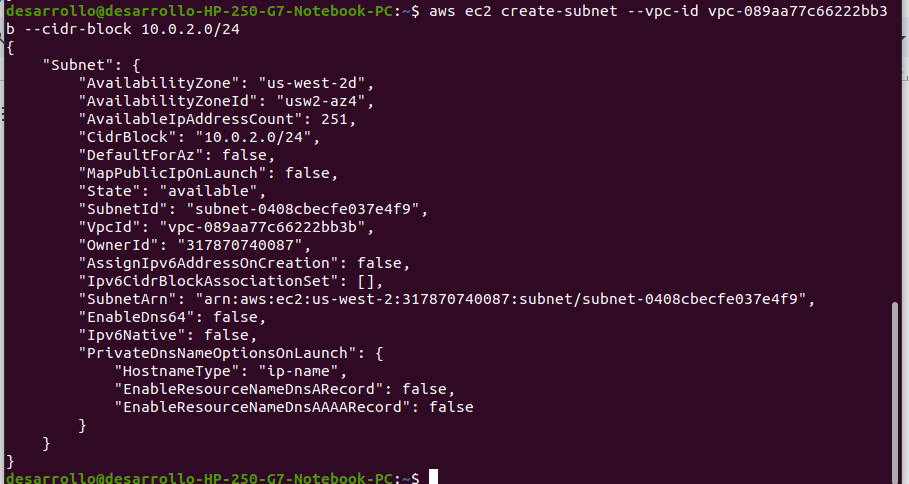 desarrollo@desarrollo-HP-250-G7-Notebook-PC:~$ aws ec2 create-subnet --vpc-id vpc-089aa77c66222bb3
b --cidr-block 10.0.2.0/24
{
    "Subnet": {
        "AvailabilityZone": "us-west-2d",
        "AvailabilityZoneId": "usw2-az4",
        "AvailableIpAddressCount": 251,
        "CidrBlock": "10.0.2.0/24",
        "DefaultForAz": false,
        "MapPublicIpOnLaunch": false,
        "State": "available",
        "SubnetId": "subnet-0408cbecfe037e4f9",
        "VpcId": "vpc-089aa77c66222bb3b",
        "OwnerId": "317870740087",
        "AssignIpv6AddressOnCreation": false,
        "Ipv6CidrBlockAssociationSet": [],
        "SubnetArn": "arn:aws:ec2:us-west-2:317870740087:subnet/subnet-0408cbecfe037e4f9",
        "EnableDns64": false,
        "Ipv6Native": false,
        "PrivateDnsNameOptionsOnLaunch": {
            "HostnameType": "ip-name",
            "EnableResourceNameDnsARecord": false,
            "EnableResourceNameDnsAAAARecord": false
        }
    }
}
desarrollo@desarrollo-HP-250-G7-Notebook-PC:~$